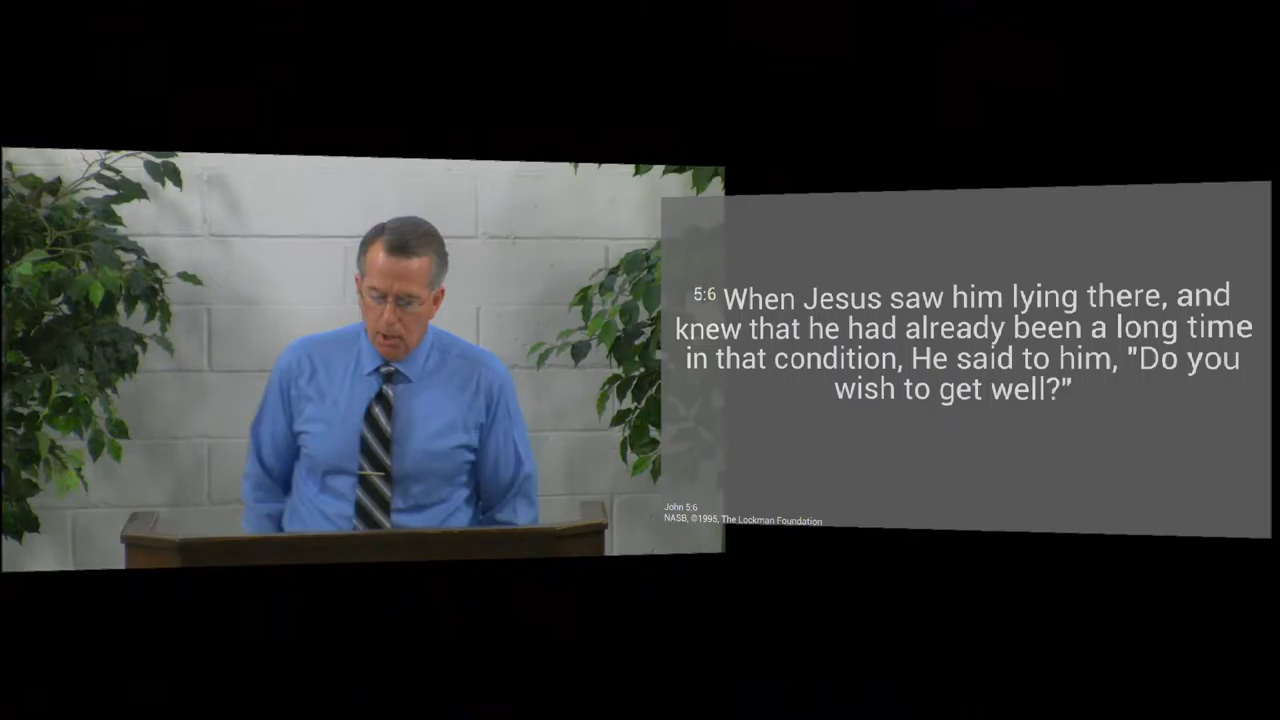 5:6 When Jesus saw him lying there, and
knew that he had already been a long time
in that condition, He said to him, "Do you
wish to get well?"
John 5:6
NASB, ©1995, The Lockman Foundation